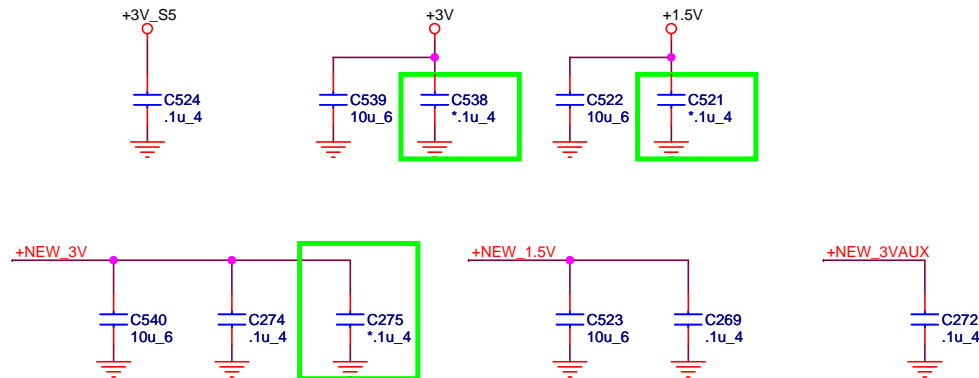 +3V_S5
+3V
+1.5V
C524
.1u_4
C539
10u_6
C538
*.1u_4
C522
10u_6
C521
*.1u_4
+NEW_3V
+NEW_1.5V
+NEW_3VAUX
C540
10u_6
C274
.1u_4
C275
*.1u_4
C523
10u_6
C269
.1u_4
C272
.1u_4